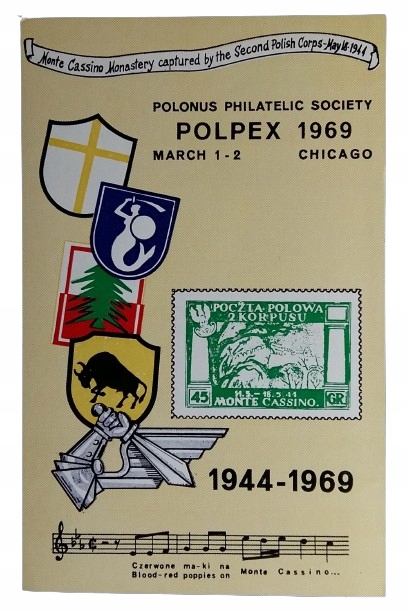 Monte Cassino Monastery captured by the Second Polish Corps-May 18-1944
POLONUS PHILATELIC SOCIETY
POLPEX 1969
MARCH 1-2 CHICAGO
POCZTA POLOWA
2 KORPUSU
11.5.– 18.5.44
45 MONTE CASSINO. GR
1944-1969
Czerwone ma-ki na Monte Cassino...
Blood-red poppies on